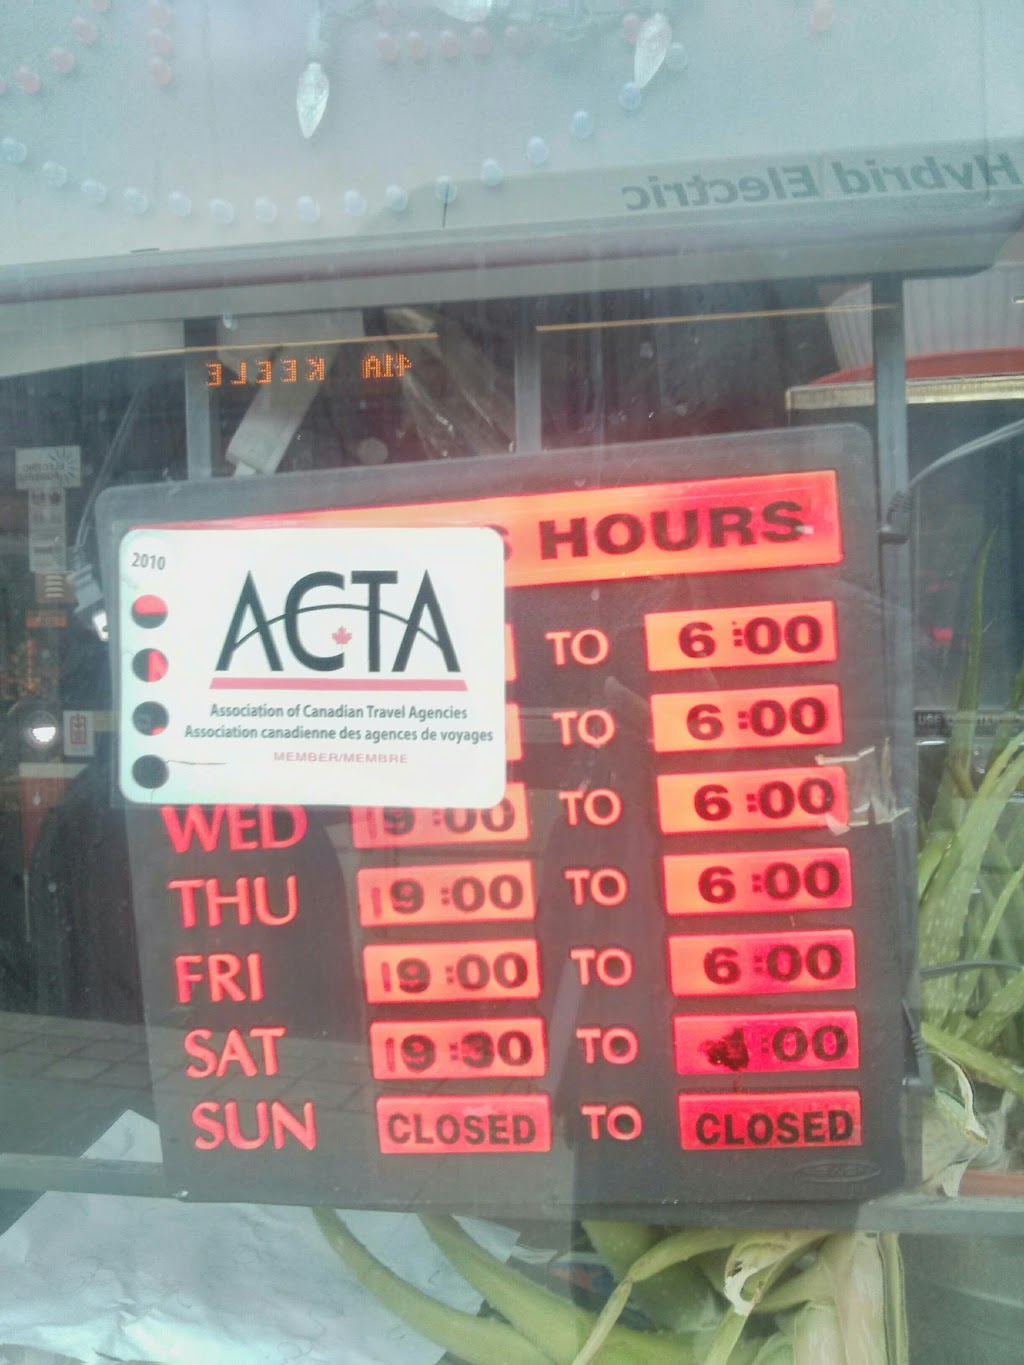 Hybrid Electric
41A KEELE
HOURS
2010
ACTA
Association of Canadian Travel Agencies
Association canadienne des agences de voyages
MEMBER/MEMBRE
TO 6:00
TO 6:00
WED 9:00 TO 6:00
THU 9:00 TO 6:00
FRI 9:00 TO 6:00
SAT 9:30 TO :00
SUN CLOSED TO CLOSED